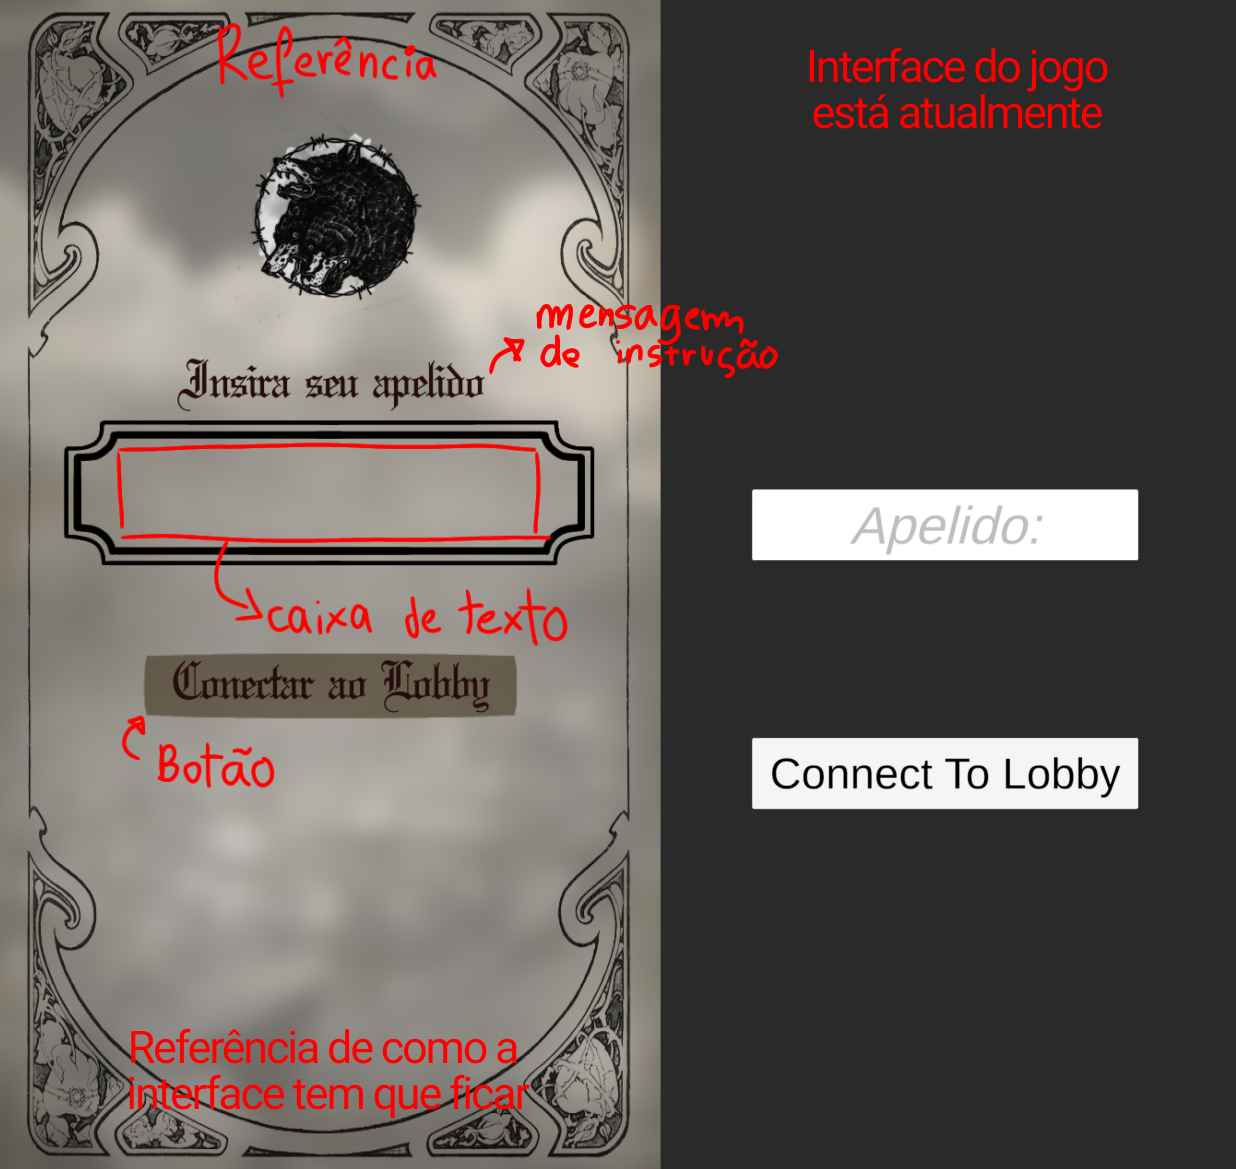 Referência
Interface do jogo
está atualmente
mensagem
de instrução
Insira seu apelido
Apelido:
caixa de texto
Conectar ao Lobby
Botão
Connect To Lobby
Referência de como a
interface tem que ficar